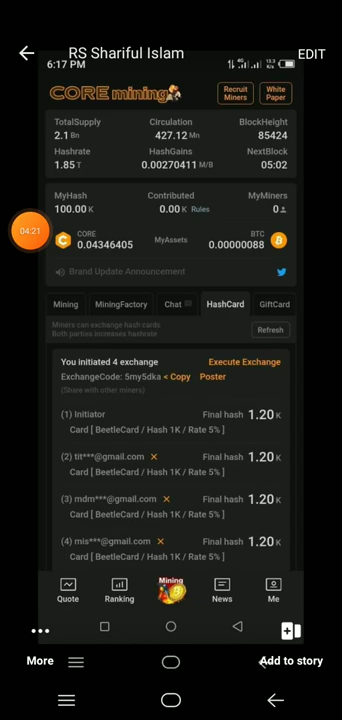 RS Shariful Islam
EDIT
6:17 PM
CORE mining
Recruit Miners
White Paper
TotalSupply Circulation BlockHeight
2.1 Bn 427.12 Mn 85424
Hashrate HashGains NextBlock
1.85 T 0.00270411 M/B 05:02
MyHash Contributed MyMiners
100.00 K 0.00 K Rules 0
04:21
CORE BTC
0.04346405 MyAssets 0.00000088
Brand Update Announcement
Mining MiningFactory Chat HashCard GiftCard
Miners can exchange hash cards
Both parties increases hashrate
Refresh
You initiated 4 exchange Execute Exchange
ExchangeCode: 5my5dka < Copy Poster
(Share with other miners)
(1) Initiator Final hash 1.20 K
Card [ BeetleCard / Hash 1K / Rate 5% ]
(2) tit***@gmail.com × Final hash 1.20 K
Card [ BeetleCard / Hash 1K / Rate 5% ]
(3) mdm***@gmail.com × Final hash 1.20 K
Card [ BeetleCard / Hash 1K / Rate 5% ]
(4) mis***@gmail.com × Final hash 1.20 K
Card [ BeetleCard / Hash 1K / Rate 5% ]
Quote Ranking Mining News Me
More Add to story